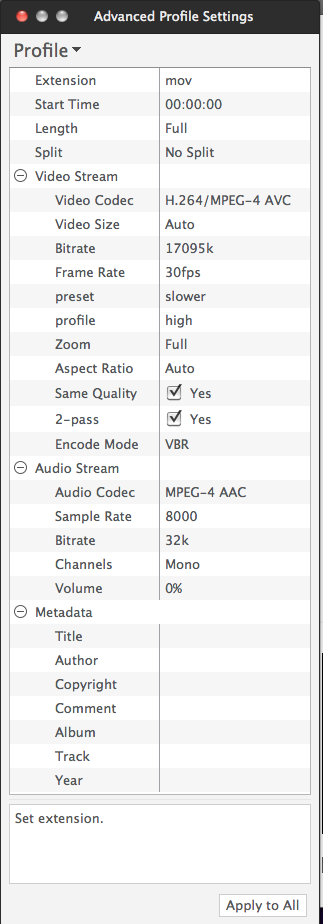 Advanced Profile Settings
Profile
Extension mov
Start Time 00:00:00
Length Full
Split No Split
Video Stream
Video Codec H.264/MPEG-4 AVC
Video Size Auto
Bitrate 17095k
Frame Rate 30fps
preset slower
profile high
Zoom Full
Aspect Ratio Auto
Same Quality Yes
2-pass Yes
Encode Mode VBR
Audio Stream
Audio Codec MPEG-4 AAC
Sample Rate 8000
Bitrate 32k
Channels Mono
Volume 0%
Metadata
Title
Author
Copyright
Comment
Album
Track
Year
Set extension.
Apply to All